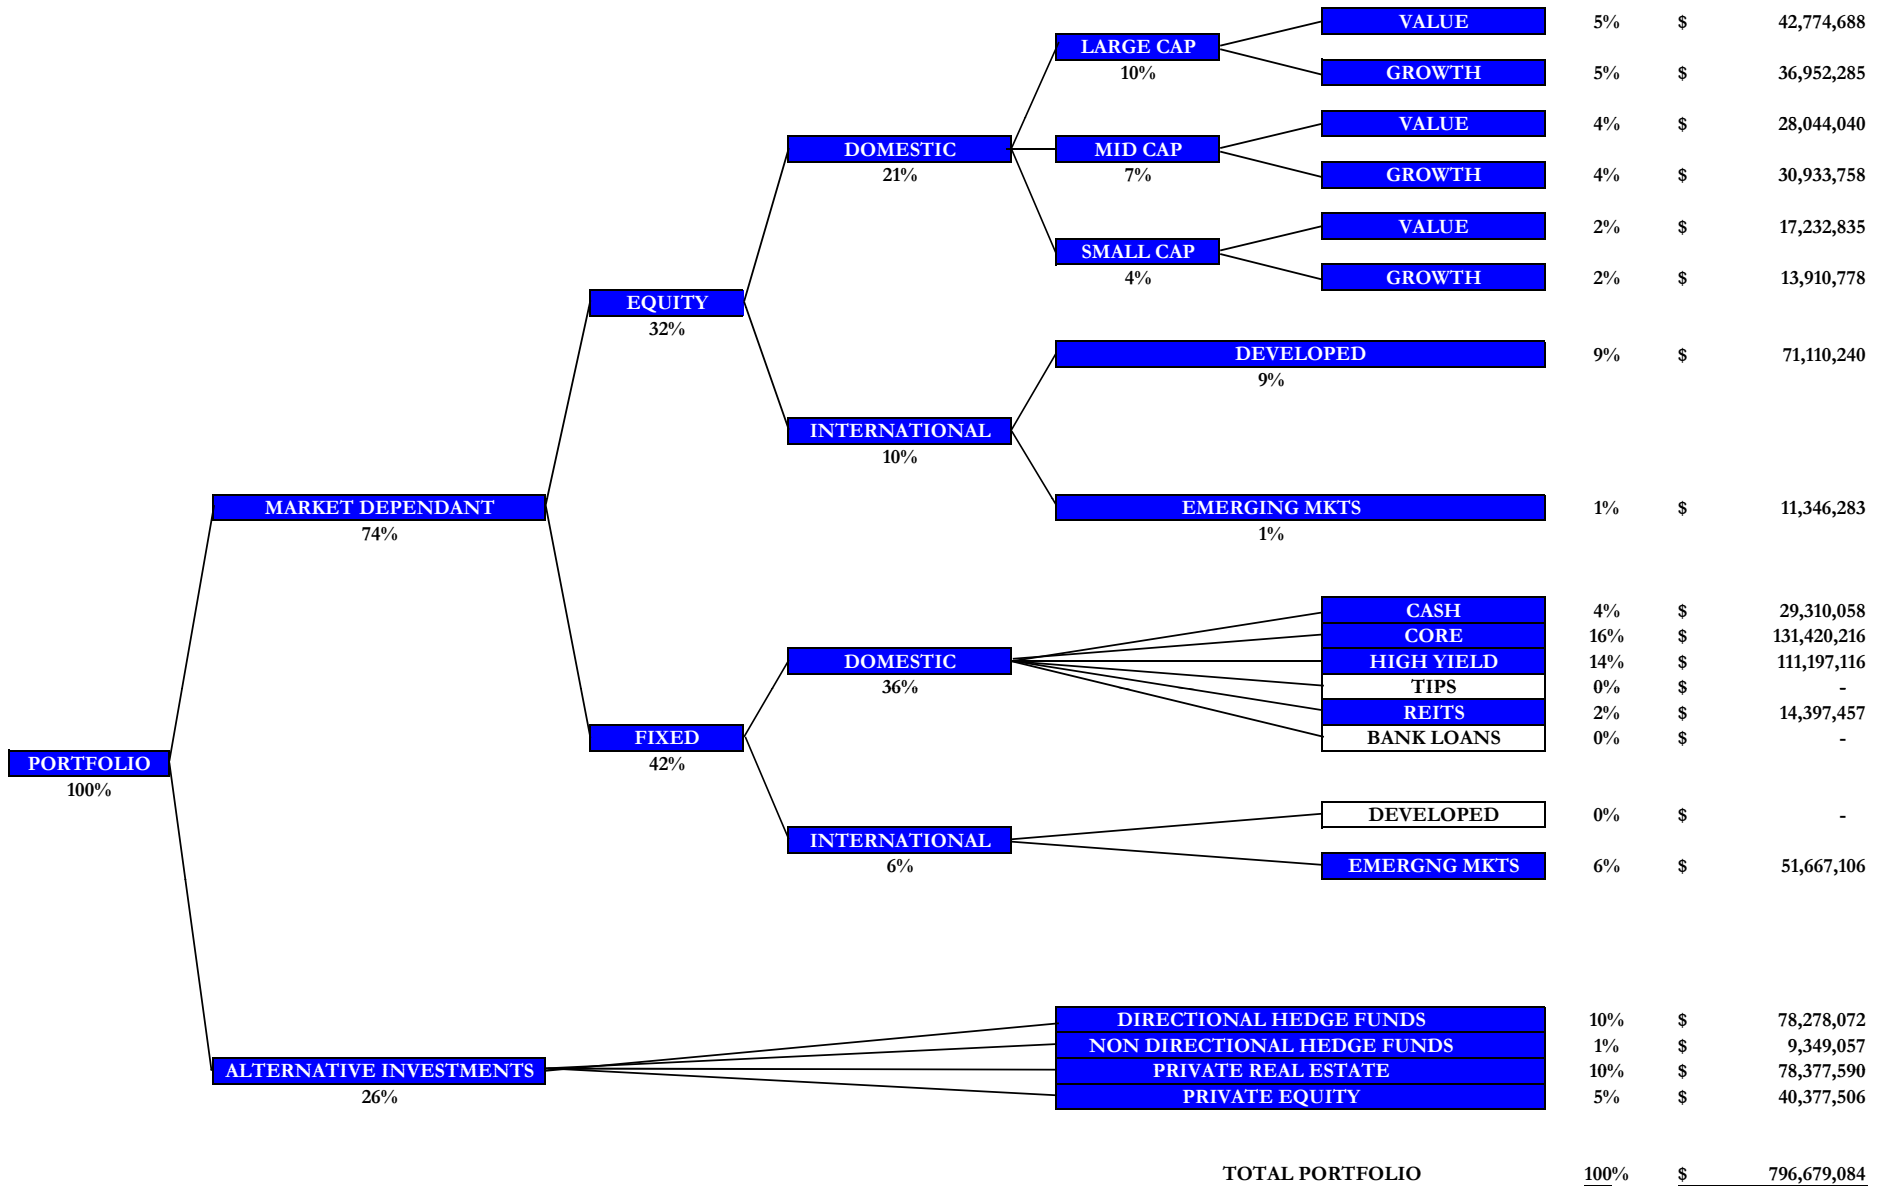 VALUE 5% $ 42,774,688
LARGE CAP
10%
GROWTH 5% $ 36,952,285
VALUE 4% $ 28,044,040
DOMESTIC MID CAP
21% 7%
GROWTH 4% $ 30,933,758
VALUE 2% $ 17,232,835
SMALL CAP
4%
GROWTH 2% $ 13,910,778
EQUITY
32%
DEVELOPED 9% $ 71,110,240
9%
INTERNATIONAL
10%
MARKET DEPENDANT EMERGING MKTS 1% $ 11,346,283
74% 1%
CASH 4% $ 29,310,058
CORE 16% $ 131,420,216
DOMESTIC HIGH YIELD 14% $ 111,197,116
36% TIPS 0% $ -
REITS 2% $ 14,397,457
FIXED BANK LOANS 0% $ -
42%
PORTFOLIO
100%
DEVELOPED 0% $ -
INTERNATIONAL
6%
EMERGNG MKTS 6% $ 51,667,106
DIRECTIONAL HEDGE FUNDS 10% $ 78,278,072
NON DIRECTIONAL HEDGE FUNDS 1% $ 9,349,057
ALTERNATIVE INVESTMENTS PRIVATE REAL ESTATE 10% $ 78,377,590
26% PRIVATE EQUITY 5% $ 40,377,506
TOTAL PORTFOLIO 100% $ 796,679,084